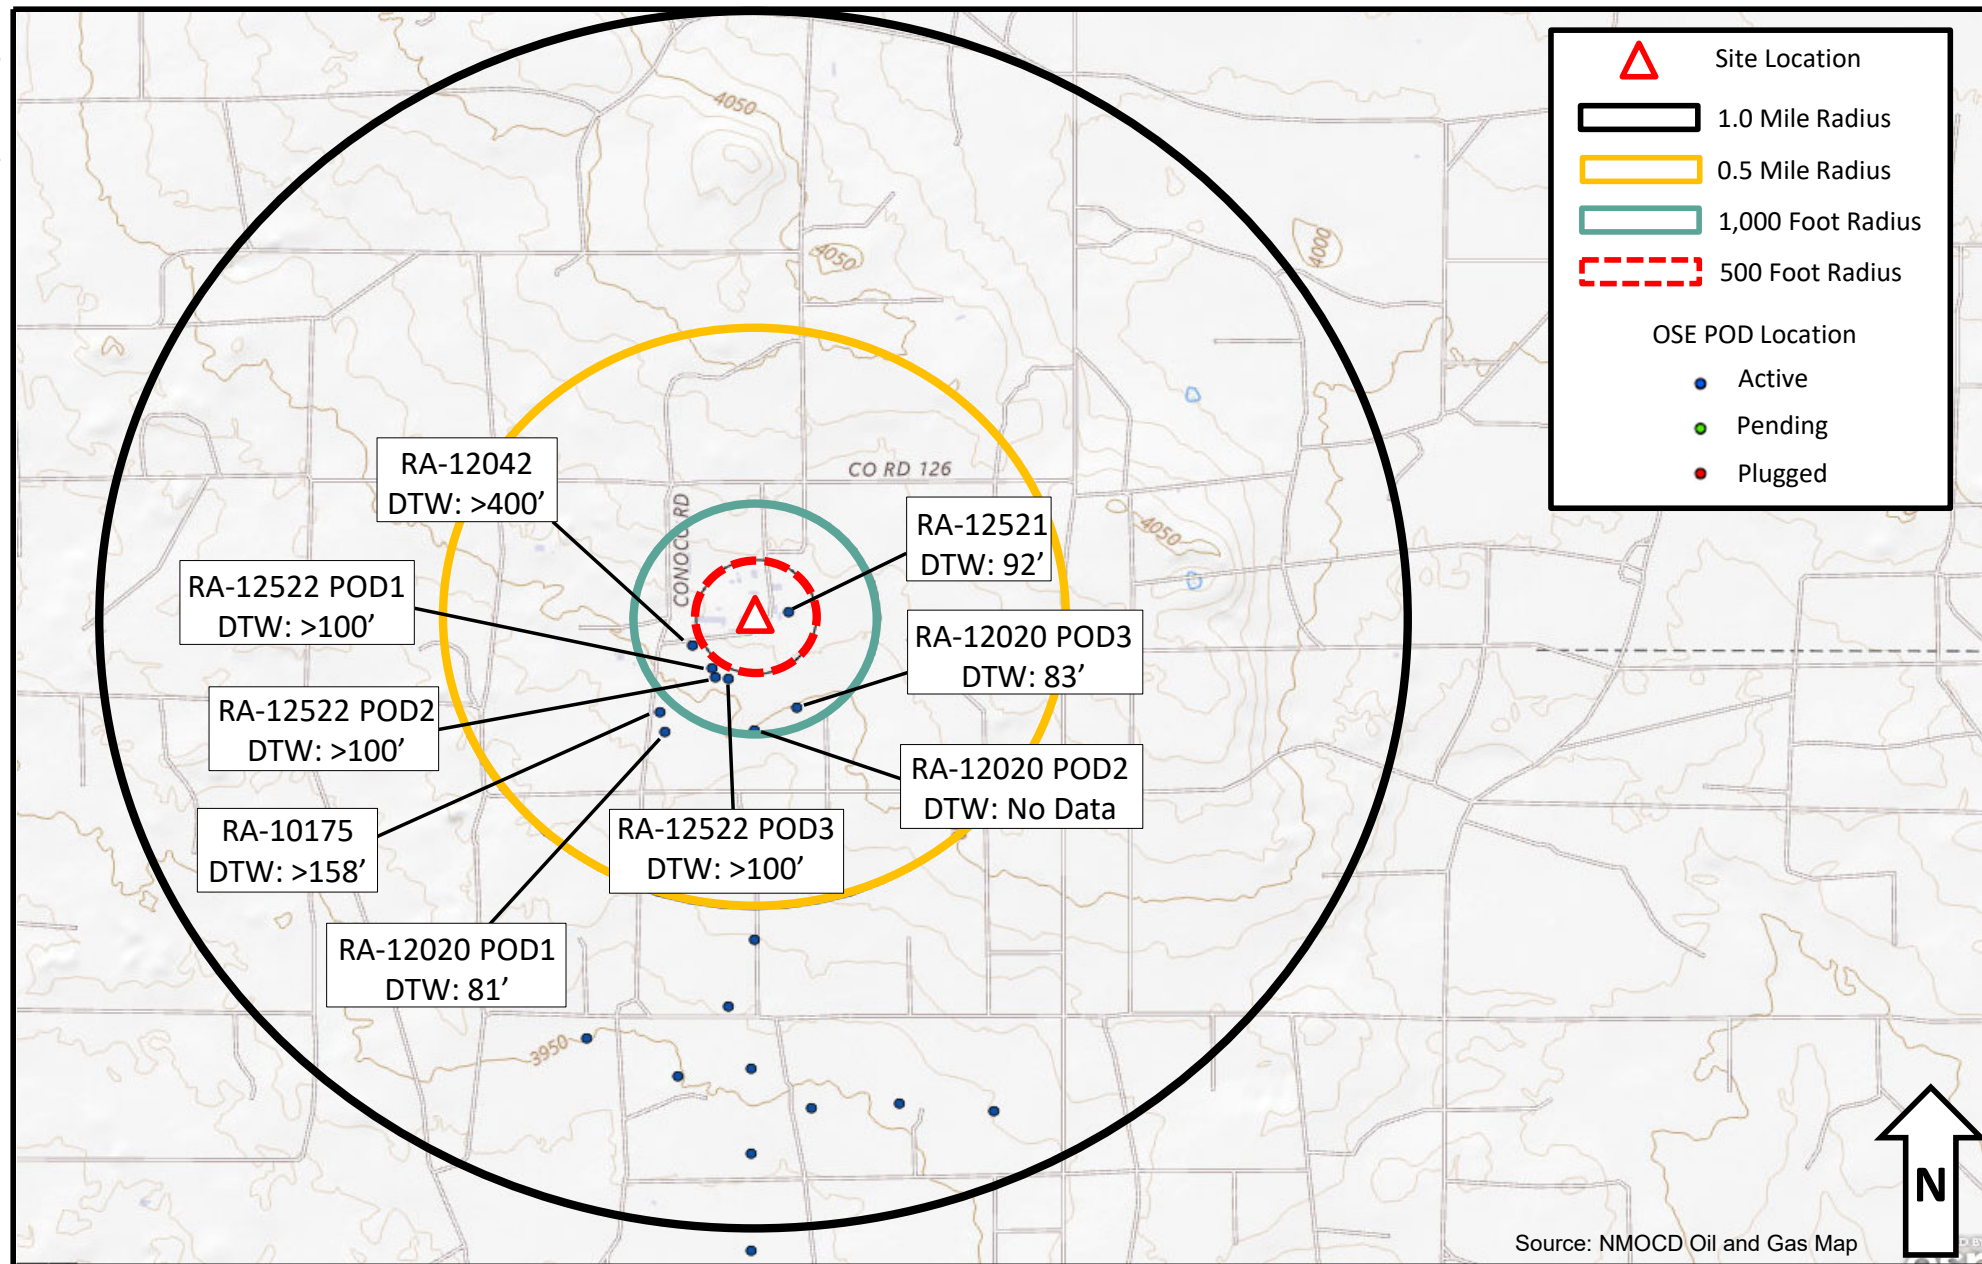 Site Location
1.0 Mile Radius
0.5 Mile Radius
1,000 Foot Radius
500 Foot Radius
OSE POD Location
Active
Pending
Plugged
4050
4050
4000
4050
3950
CO RD 126
CONOCO RD
RA-12042
DTW: >400’
RA-12521
DTW: 92’
RA-12522 POD1
DTW: >100’
RA-12020 POD3
DTW: 83’
RA-12522 POD2
DTW: >100’
RA-12020 POD2
DTW: No Data
RA-10175
DTW: >158’
RA-12522 POD3
DTW: >100’
RA-12020 POD1
DTW: 81’
N
Source: NMOCD Oil and Gas Map